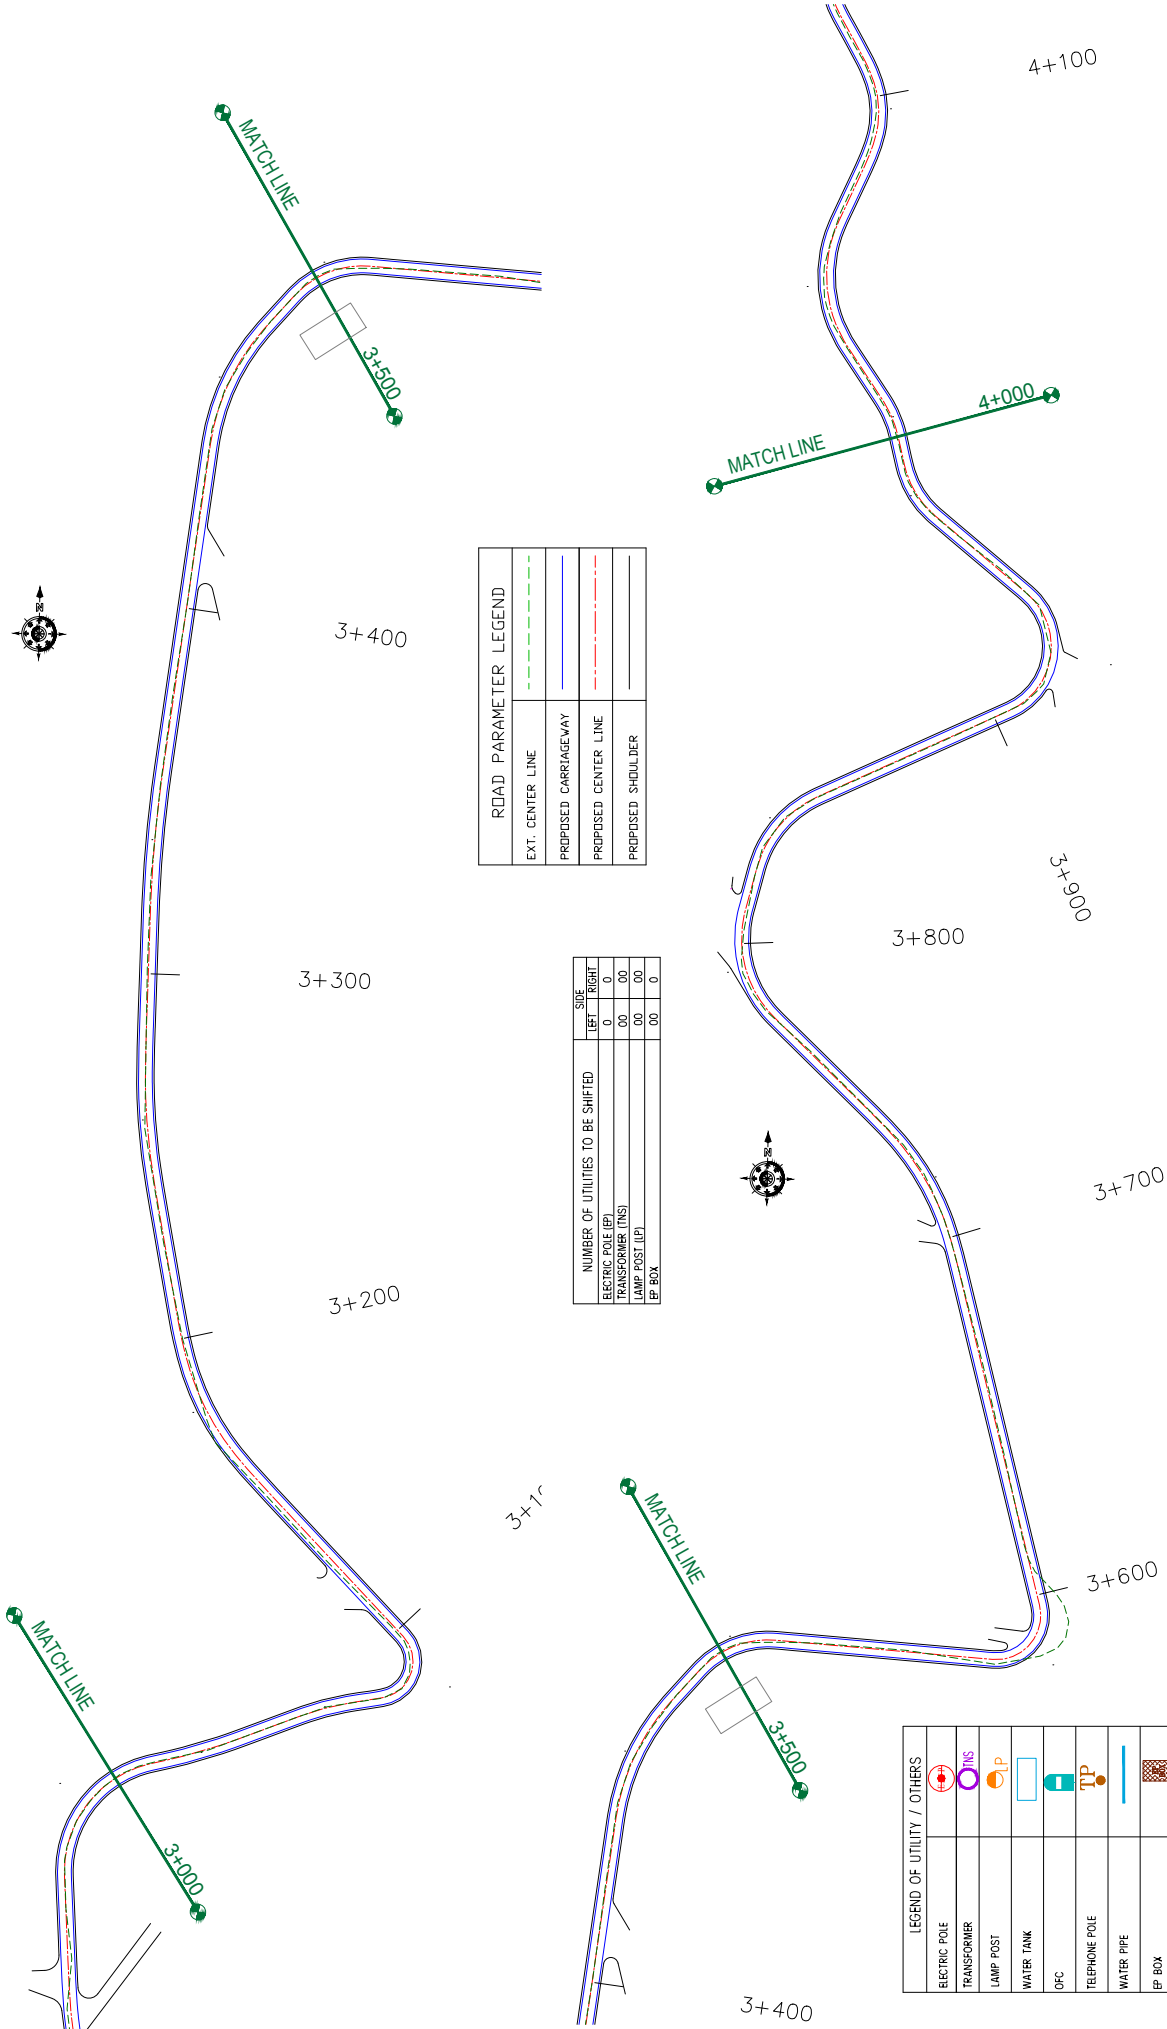 4+100
MATCH LINE
3+500
4+000
MATCH LINE
N
3+400
ROAD PARAMETER LEGEND
EXT. CENTER LINE
PROPOSED CARRIAGEWAY
PROPOSED CENTER LINE
PROPOSED SHOULDER
3+900
3+800
3+300
NUMBER OF UTILITIES TO BE SHIFTED SIDE
LEFT RIGHT
ELECTRIC POLE (EP) 0 0
TRANSFORMER (TNS) 00 00
LAMP POST (LP) 00 00
EP BOX 00 0
N
3+700
3+200
3+1
MATCH LINE
3+500
3+600
MATCH LINE
3+000
LEGEND OF UTILITY / OTHERS
ELECTRIC POLE
TRANSFORMER TNS
LAMP POST LP
WATER TANK
OFC
TELEPHONE POLE TP
WATER PIPE
EP BOX
3+400